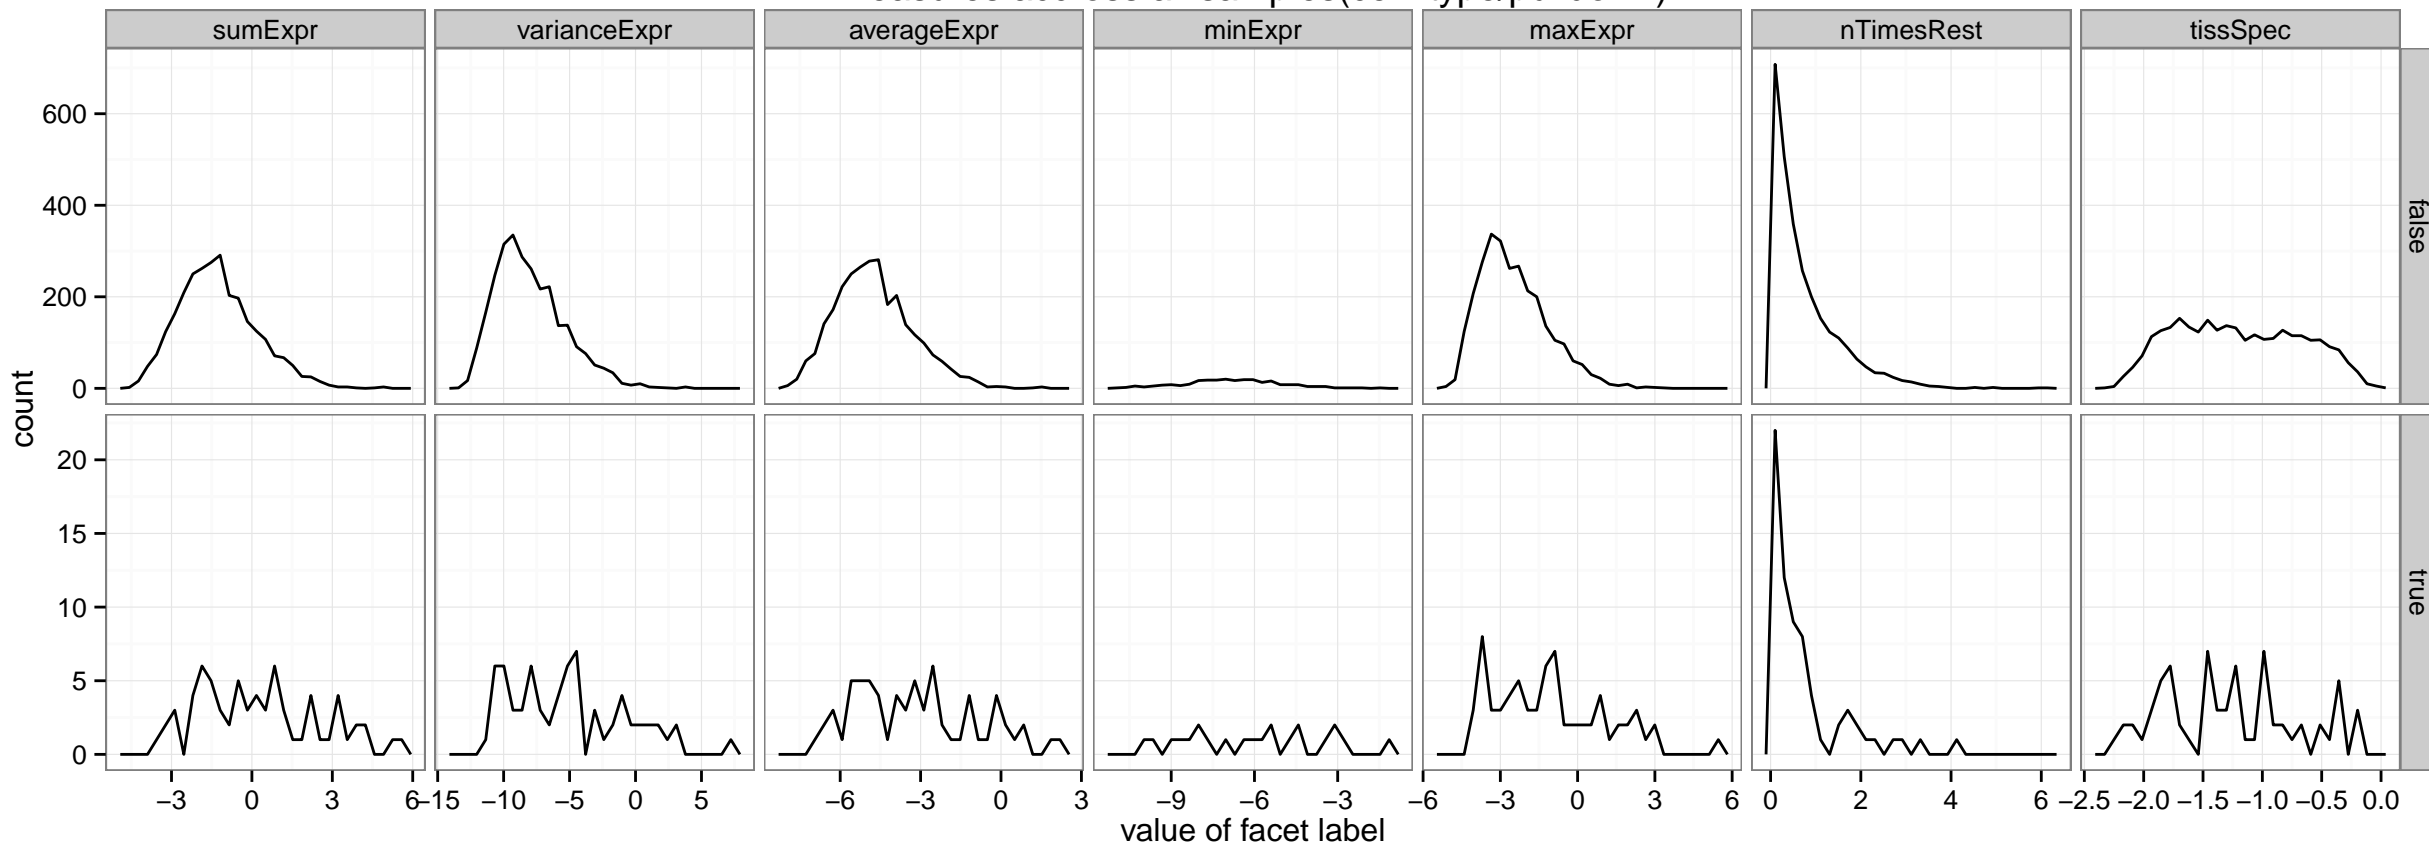 sumExpr varianceExpr averageExpr minExpr maxExpr nTimesRest tissSpec
600
400
200
0
false
count
20
15
10
5
0
true
−3 0 3 6 −15 −10 −5 0 5 −6 −3 0 3 −9 −6 −3 −6 −3 0 3 6 0 2 4 6 −2.5 −2.0 −1.5 −1.0 −0.5 0.0
value of facet label